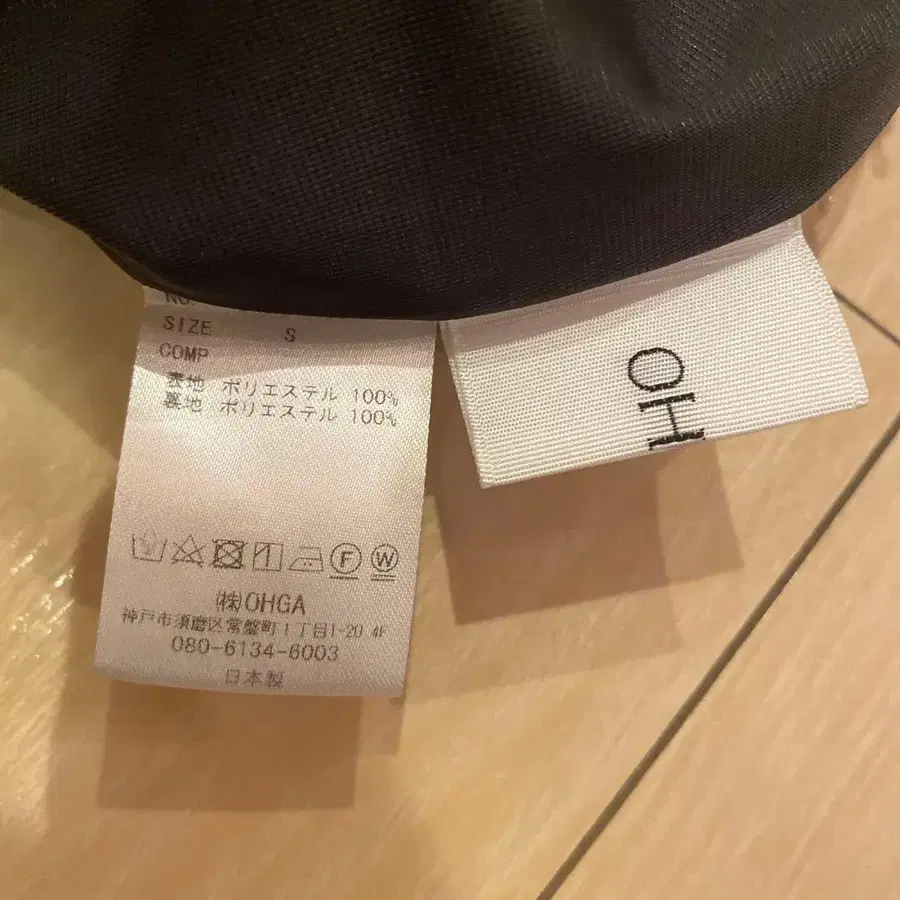 SIZE S
COMP
表地 ポリエステル 100%
裏地 ポリエステル 100%
F W
㈱OHGA
神戸市須磨区常盤町1丁目1-20 4F
080-6134-6003
日本製
OH